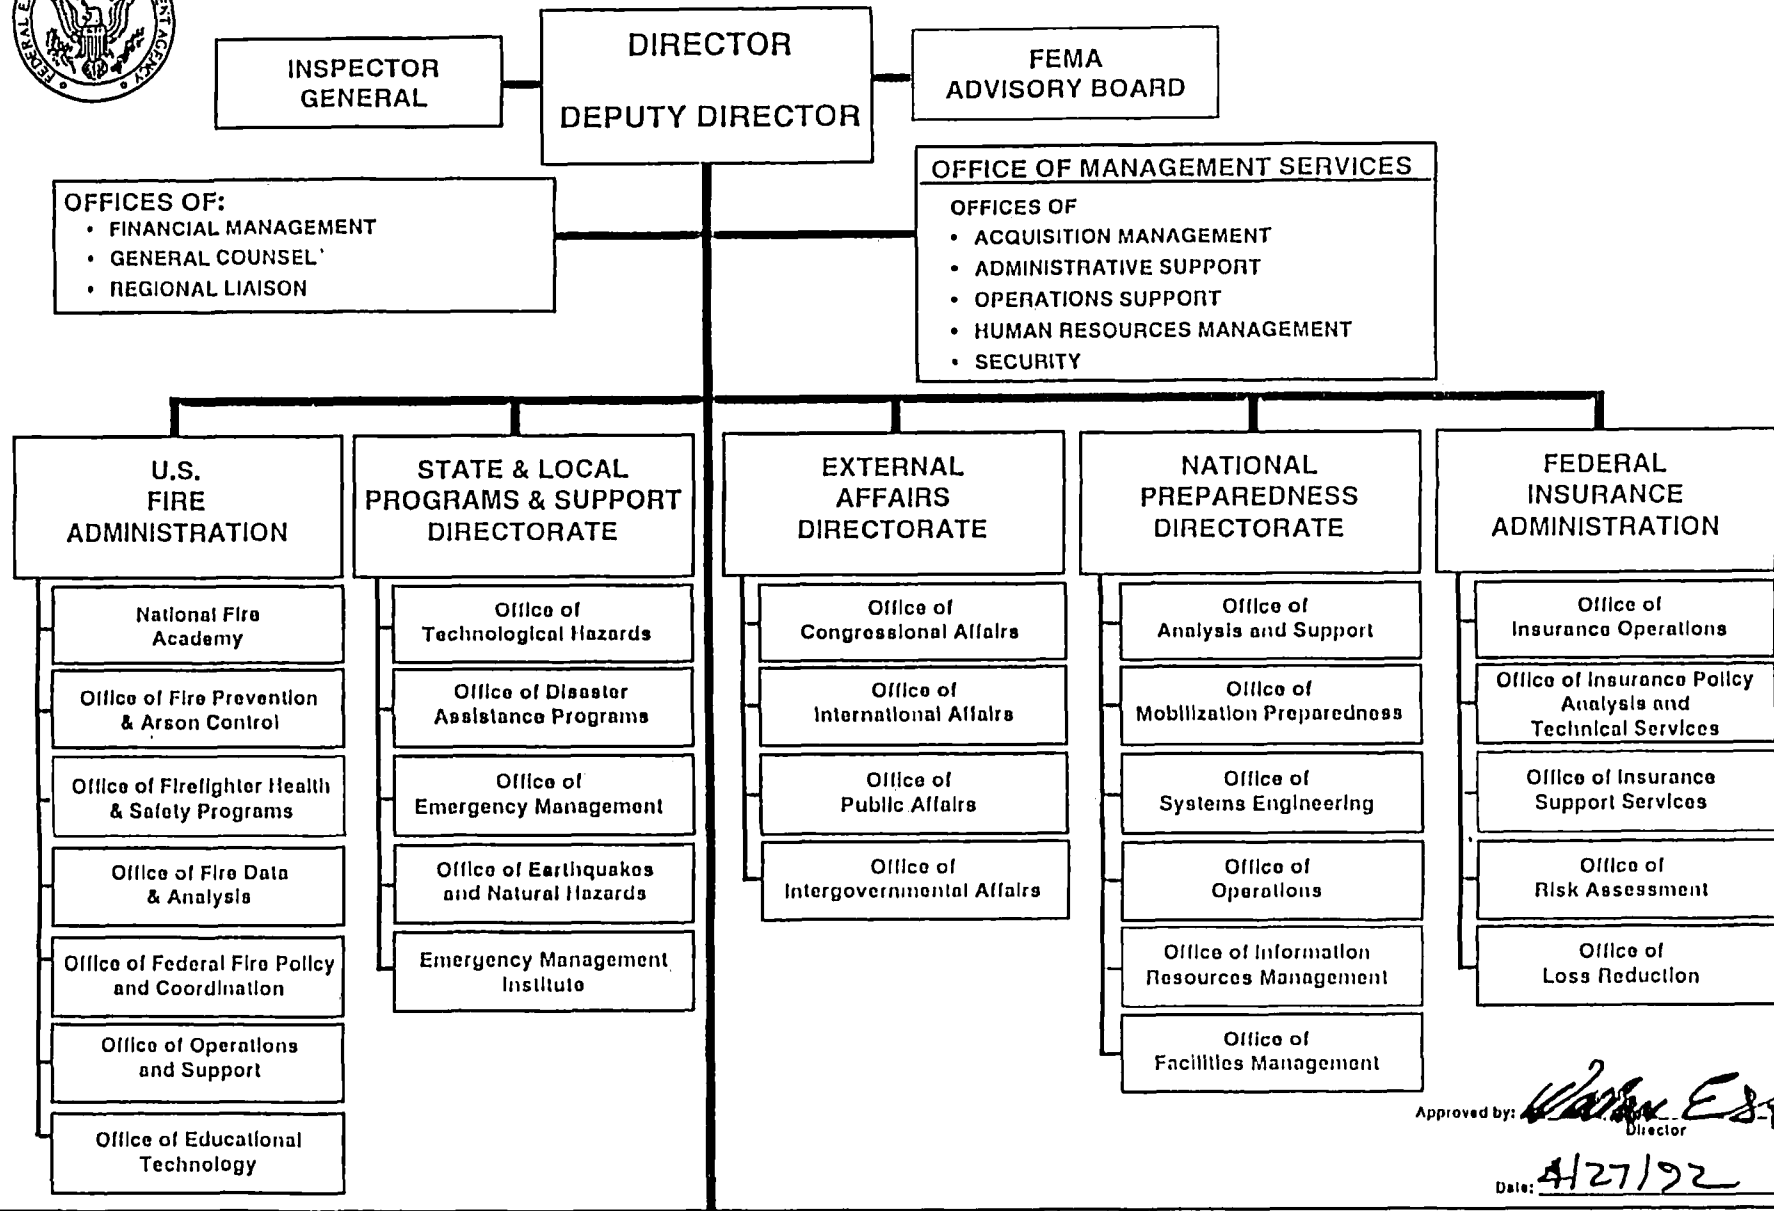 FEDERAL E
MENT AGENCY
INSPECTOR
GENERAL
DIRECTOR
DEPUTY DIRECTOR
FEMA
ADVISORY BOARD
OFFICES OF:
• FINANCIAL MANAGEMENT
• GENERAL COUNSEL'
• REGIONAL LIAISON
OFFICE OF MANAGEMENT SERVICES
OFFICES OF
• ACQUISITION MANAGEMENT
• ADMINISTRATIVE SUPPORT
• OPERATIONS SUPPORT
• HUMAN RESOURCES MANAGEMENT
• SECURITY
U.S.
FIRE
ADMINISTRATION
National Fire
Academy
Office of Fire Prevention
& Arson Control
Office of Firefighter Health
& Safety Programs
Office of Fire Data
& Analysis
Office of Federal Fire Policy
and Coordination
Office of Operations
and Support
Office of Educational
Technology
STATE & LOCAL
PROGRAMS & SUPPORT
DIRECTORATE
Office of
Technological Hazards
Office of Disaster
Assistance Programs
Office of
Emergency Management
Office of Earthquakes
and Natural Hazards
Emergency Management
Institute
EXTERNAL
AFFAIRS
DIRECTORATE
Office of
Congressional Affairs
Office of
International Affairs
Office of
Public Affairs
Office of
Intergovernmental Affairs
NATIONAL
PREPAREDNESS
DIRECTORATE
Office of
Analysis and Support
Office of
Mobilization Preparedness
Office of
Systems Engineering
Office of
Operations
Office of Information
Resources Management
Office of
Facilities Management
FEDERAL
INSURANCE
ADMINISTRATION
Office of
Insurance Operations
Office of Insurance Policy
Analysis and
Technical Services
Office of Insurance
Support Services
Office of
Risk Assessment
Office of
Loss Reduction
Approved by:
Director
Date: 4/27/92